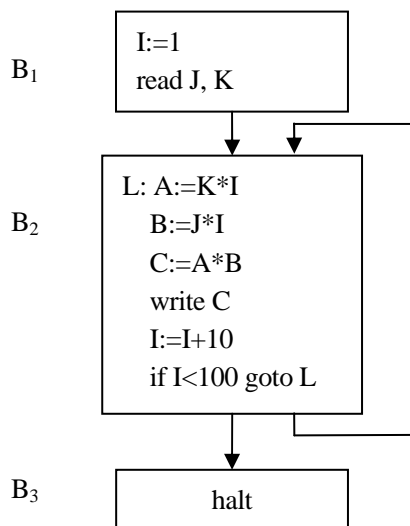 B₁
I:=1
read J, K
B₂
L: A:=K*I
B:=J*I
C:=A*B
write C
I:=I+10
if I<100 goto L
B₃
halt